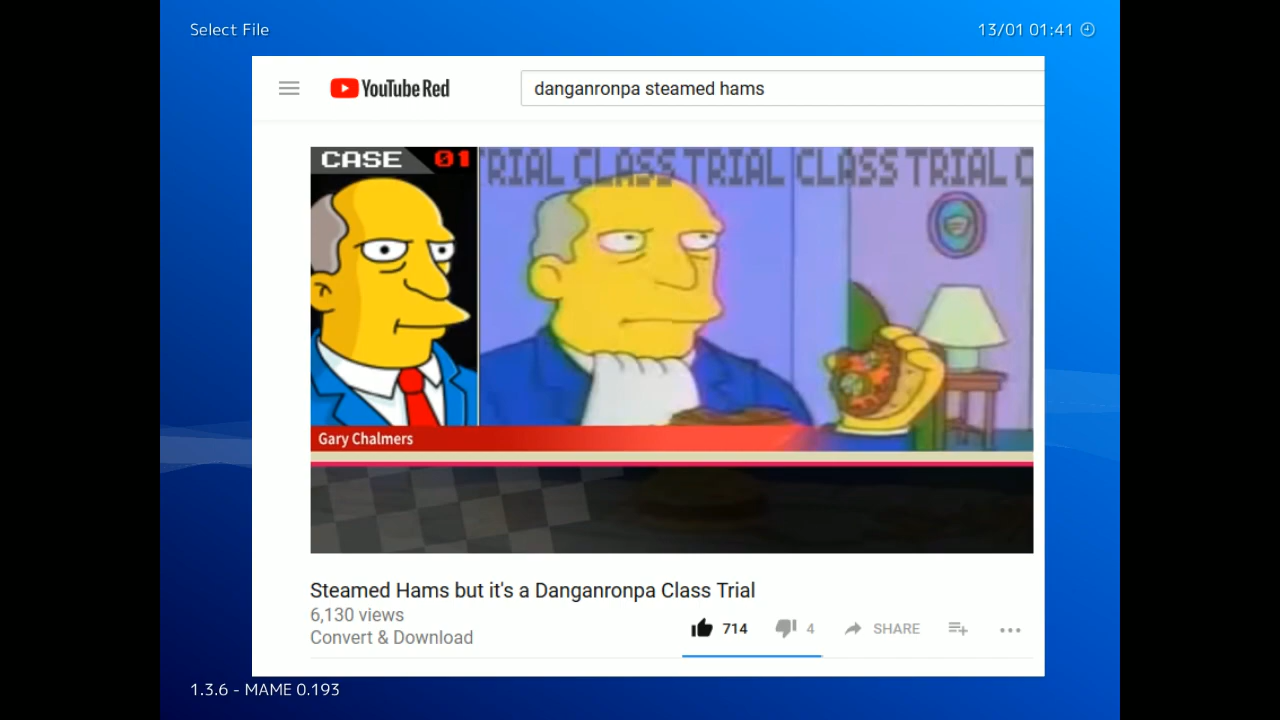 Select File
13/01 01:41
YouTube Red
danganronpa steamed hams
CASE 01
RIAL CLASS TRIAL CLASS TRIAL C
Gary Chalmers
Steamed Hams but it's a Danganronpa Class Trial
6,130 views
Convert & Download
714
4
SHARE
1.3.6 - MAME 0.193